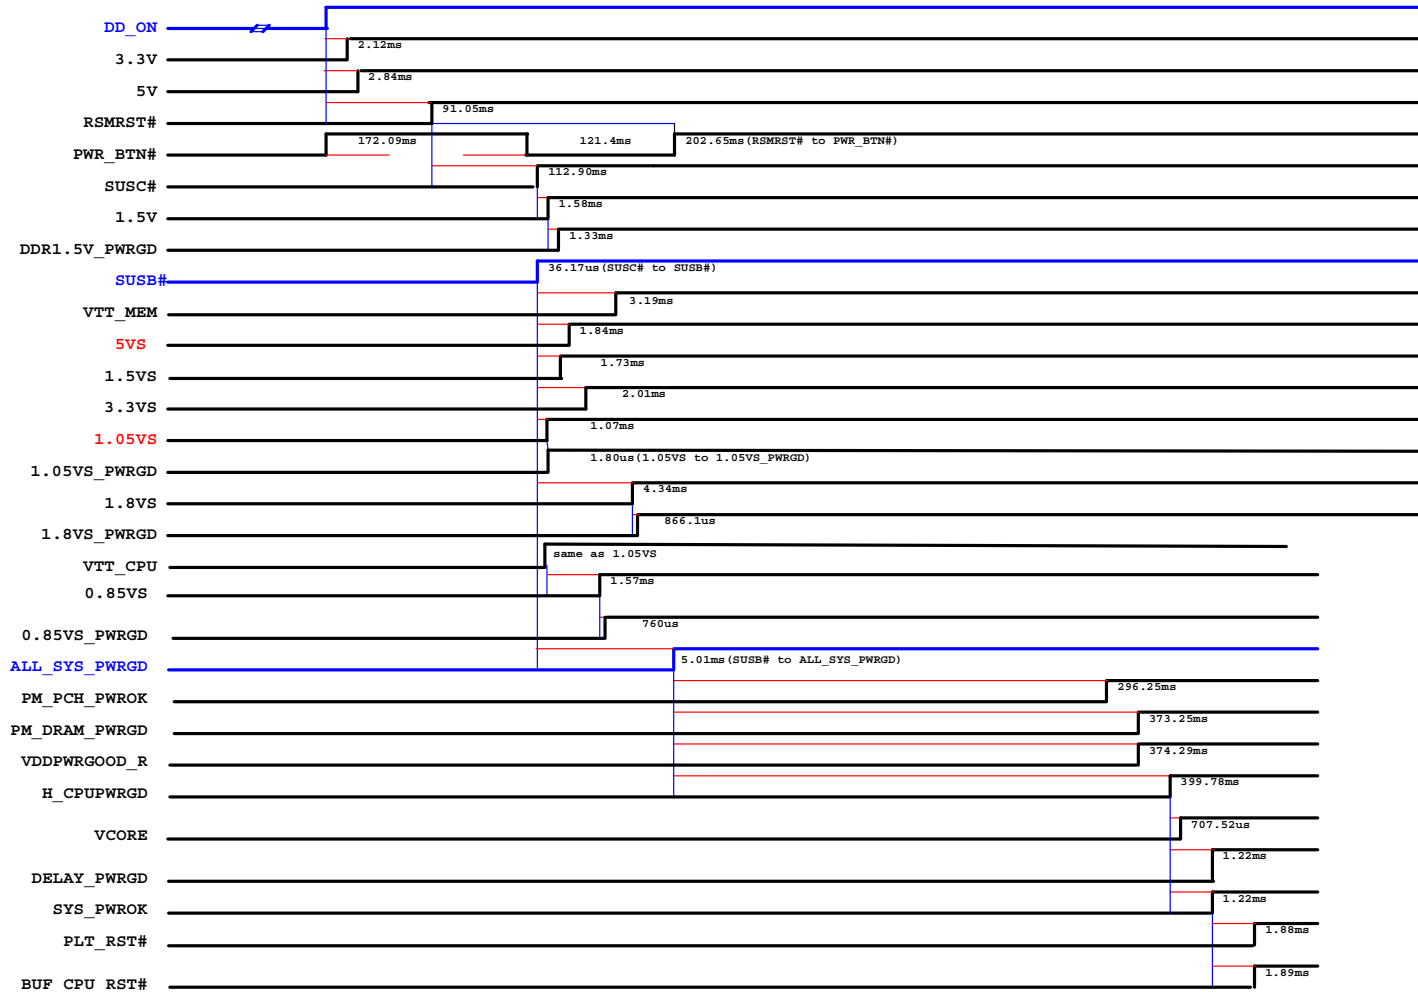 DD_ON
3.3V 2.12ms
5V 2.84ms
RSMRST# 91.05ms
PWR_BTN# 172.09ms 121.4ms 202.65ms(RSMRST# to PWR_BTN#)
SUSC# 112.90ms
1.5V 1.58ms
DDR1.5V_PWRGD 1.33ms
SUSB# 36.17us(SUSC# to SUSB#)
VTT_MEM 3.19ms
5VS 1.84ms
1.5VS 1.73ms
3.3VS 2.01ms
1.05VS 1.07ms
1.05VS_PWRGD 1.80us(1.05VS to 1.05VS_PWRGD)
1.8VS 4.34ms
1.8VS_PWRGD 866.1us
VTT_CPU same as 1.05VS
0.85VS 1.57ms
0.85VS_PWRGD 760us
ALL_SYS_PWRGD 5.01ms(SUSB# to ALL_SYS_PWRGD)
PM_PCH_PWROK 296.25ms
PM_DRAM_PWRGD 373.25ms
VDDPWRGOOD_R 374.29ms
H_CPUPWRGD 399.78ms
VCORE 707.52us
DELAY_PWRGD 1.22ms
SYS_PWROK 1.22ms
PLT_RST# 1.88ms
BUF_CPU_RST# 1.89ms